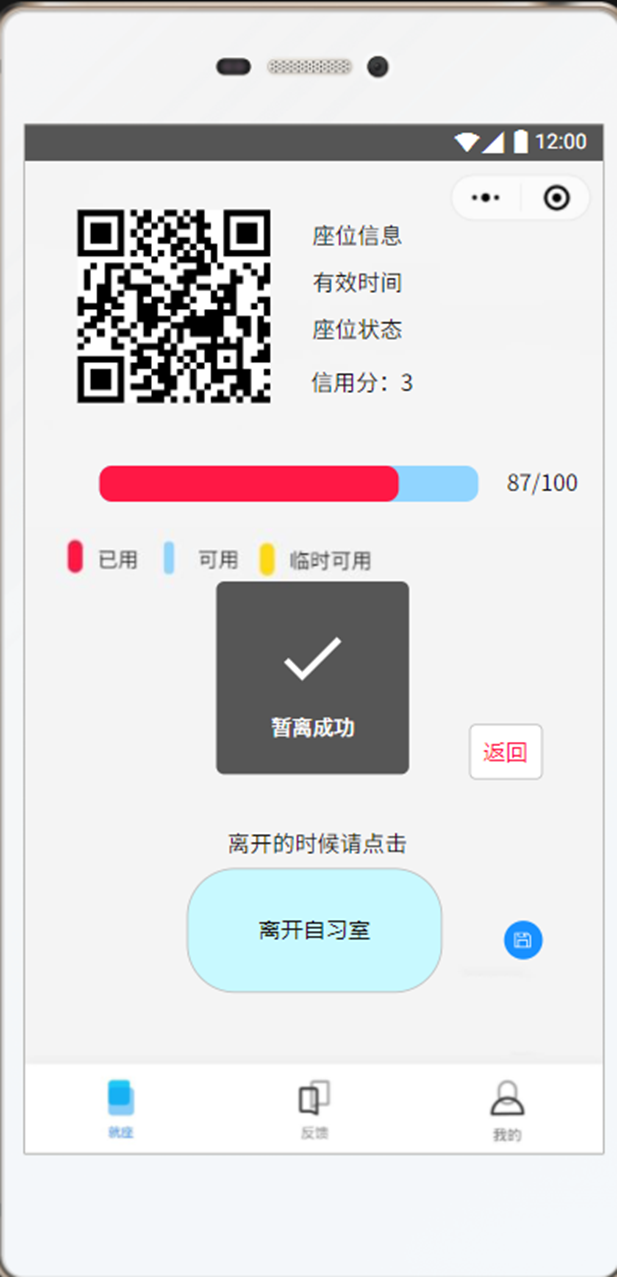 12:00
座位信息
有效时间
座位状态
信用分：3
87/100
已用 可用 临时可用
暂离成功
返回
离开的时候请点击
离开自习室
就座 反馈 我的